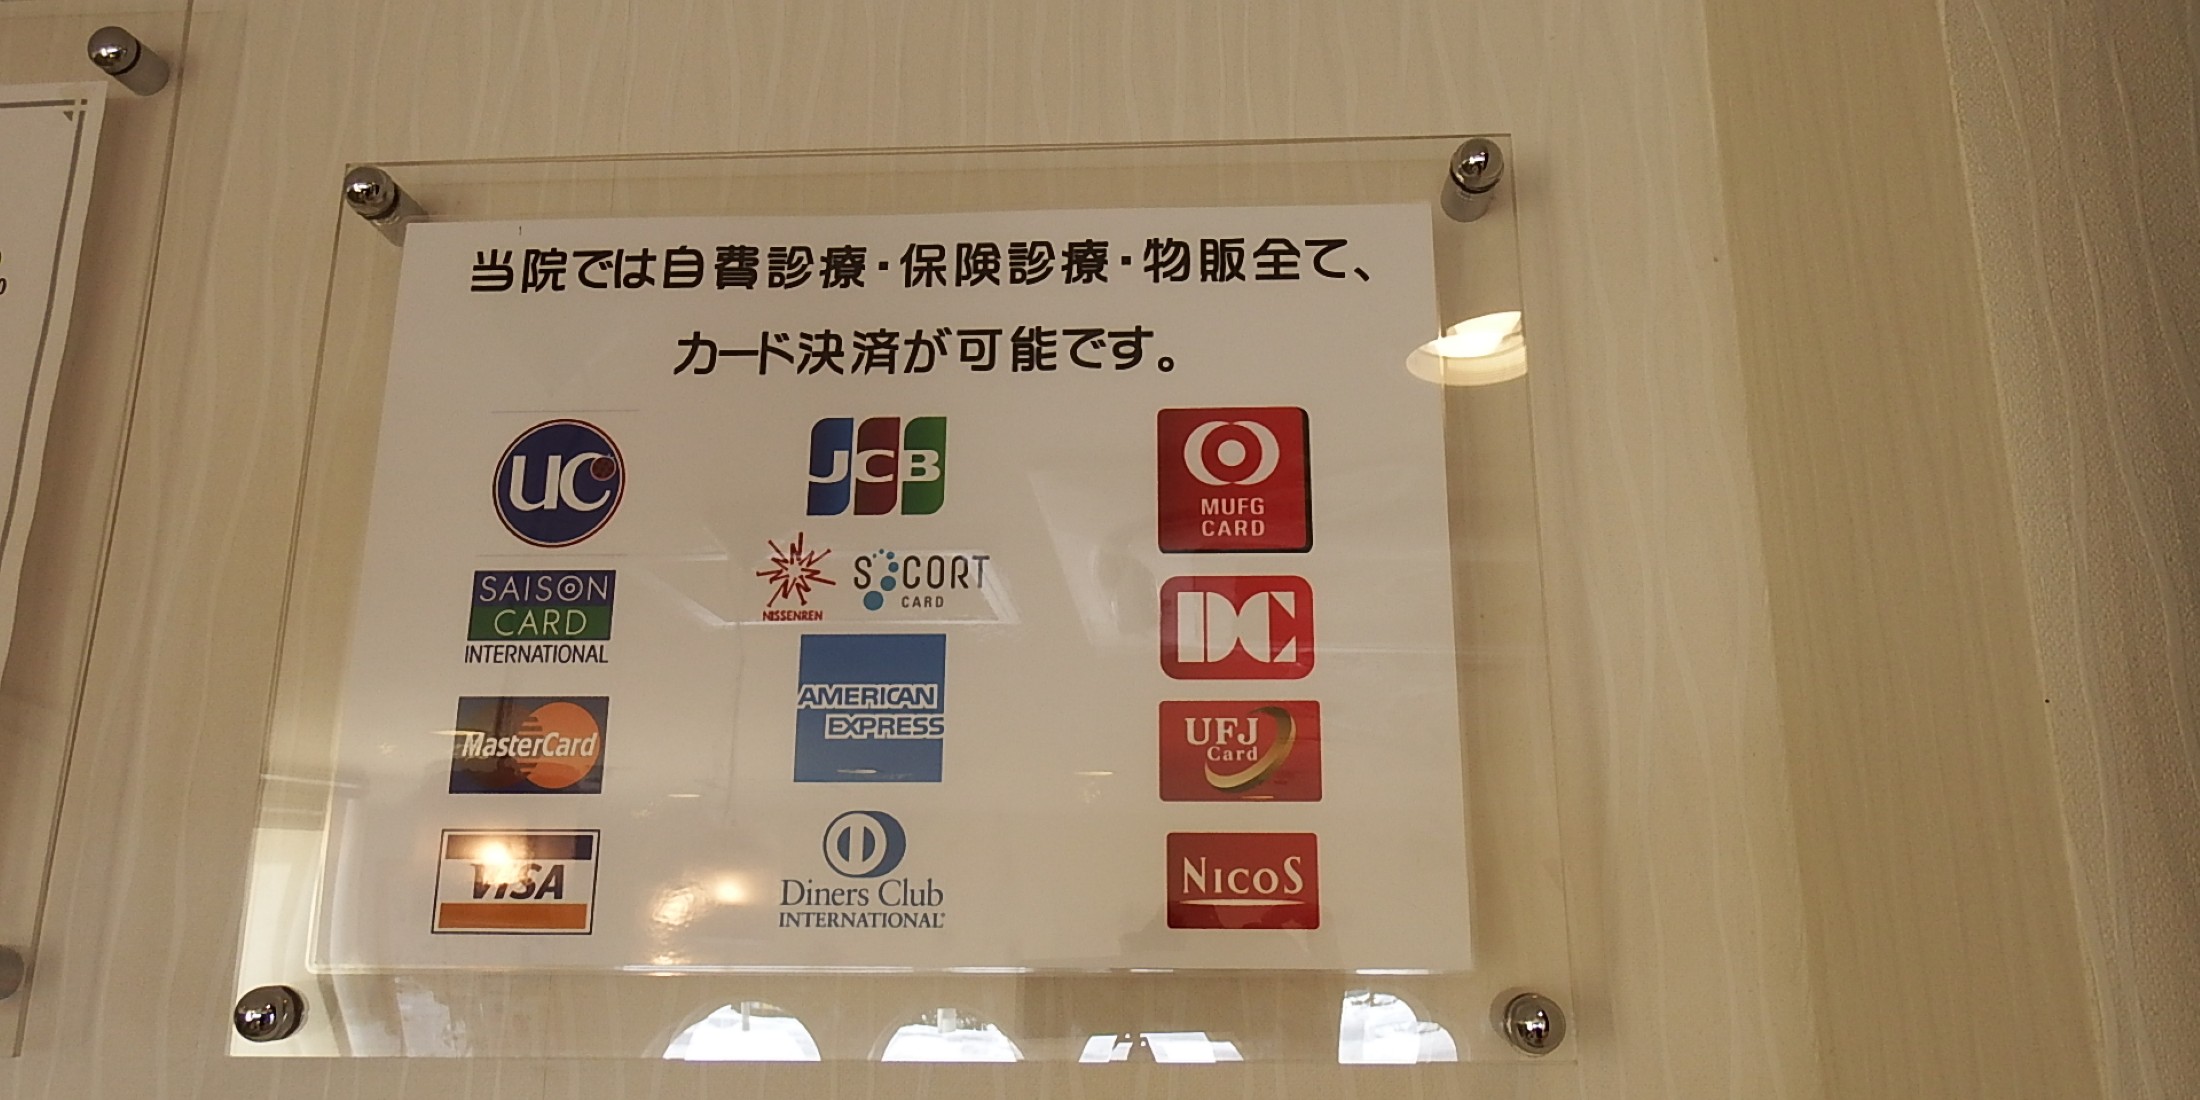 当院では自費診療・保険診療・物販全て、
カード決済が可能です。
UC
JCB
MUFG
CARD
SAISON
CARD
INTERNATIONAL
NISSENREN
S CORT
CARD
DC
MasterCard
AMERICAN
EXPRESS
UFJ
Card
VISA
Diners Club
INTERNATIONAL
NICOS